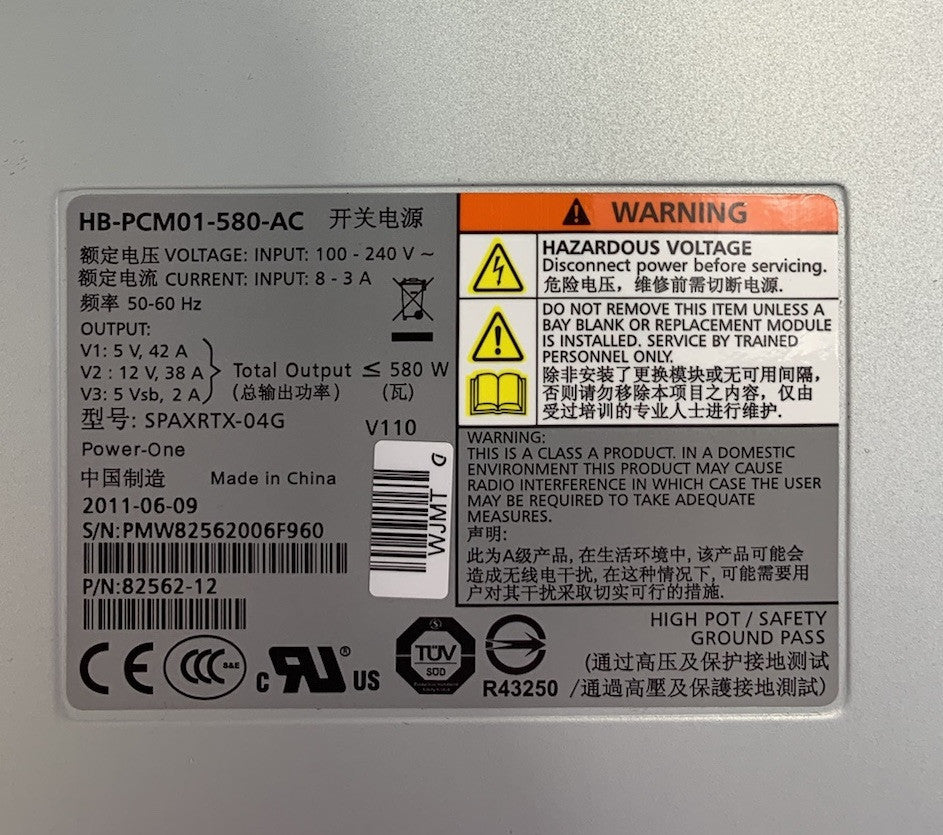 HB-PCM01-580-AC 开关电源
额定电压 VOLTAGE: INPUT: 100 - 240 V ~
额定电流 CURRENT: INPUT: 8 - 3 A
频率 50-60 Hz
OUTPUT:
V1: 5 V, 42 A
V2 : 12 V, 38 A
V3: 5 Vsb, 2 A
Total Output ≤ 580 W
(总输出功率) (瓦)
型号: SPAXRTX-04G
V110
Power-One
中国制造 Made in China
2011-06-09
S/N:PMW82562006F960
P/N:82562-12
WJMT D
WARNING
HAZARDOUS VOLTAGE
Disconnect power before servicing.
危险电压，维修前需切断电源.
DO NOT REMOVE THIS ITEM UNLESS A
BAY BLANK OR REPLACEMENT MODULE
IS INSTALLED. SERVICE BY TRAINED
PERSONNEL ONLY.
除非安装了更换模块或无可用间隔,
否则请勿移除本项目之内容，仅由
受过培训的专业人士进行维护.
WARNING:
THIS IS A CLASS A PRODUCT. IN A DOMESTIC
ENVIRONMENT THIS PRODUCT MAY CAUSE
RADIO INTERFERENCE IN WHICH CASE THE USER
MAY BE REQUIRED TO TAKE ADEQUATE
MEASURES.
声明:
此为A级产品, 在生活环境中, 该产品可能会
造成无线电干扰, 在这种情况下, 可能需要用
户对其干扰采取切实可行的措施.
CE CCC S&E c RU ® US TÜV SÜD R43250
HIGH POT / SAFETY
GROUND PASS
(通过高压及保护接地测试
/通過高壓及保護接地測試)